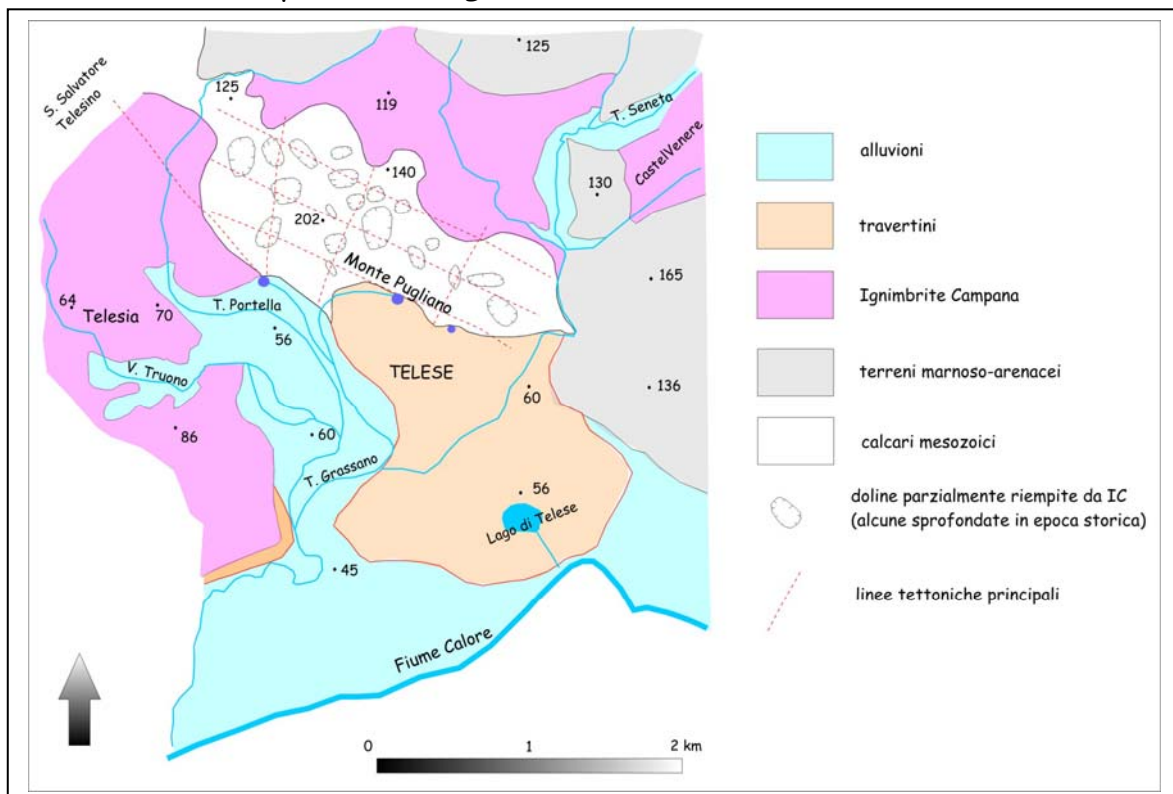 125
S. Salvatore
Telesino
125
119
T. Seneta
CastelVenere
140
130
202
Monte Pugliano
165
64
Telesia
70
T. Portella
56
V. Truono
TELESE
60
136
86
60
T. Grassano
56
Lago di Telese
45
Fiume Calore
0
1
2 km
alluvioni
travertini
Ignimbrite Campana
terreni marnoso-arenacei
calcari mesozoici
doline parzialmente riempite da IC
(alcune sprofondate in epoca storica)
linee tettoniche principali